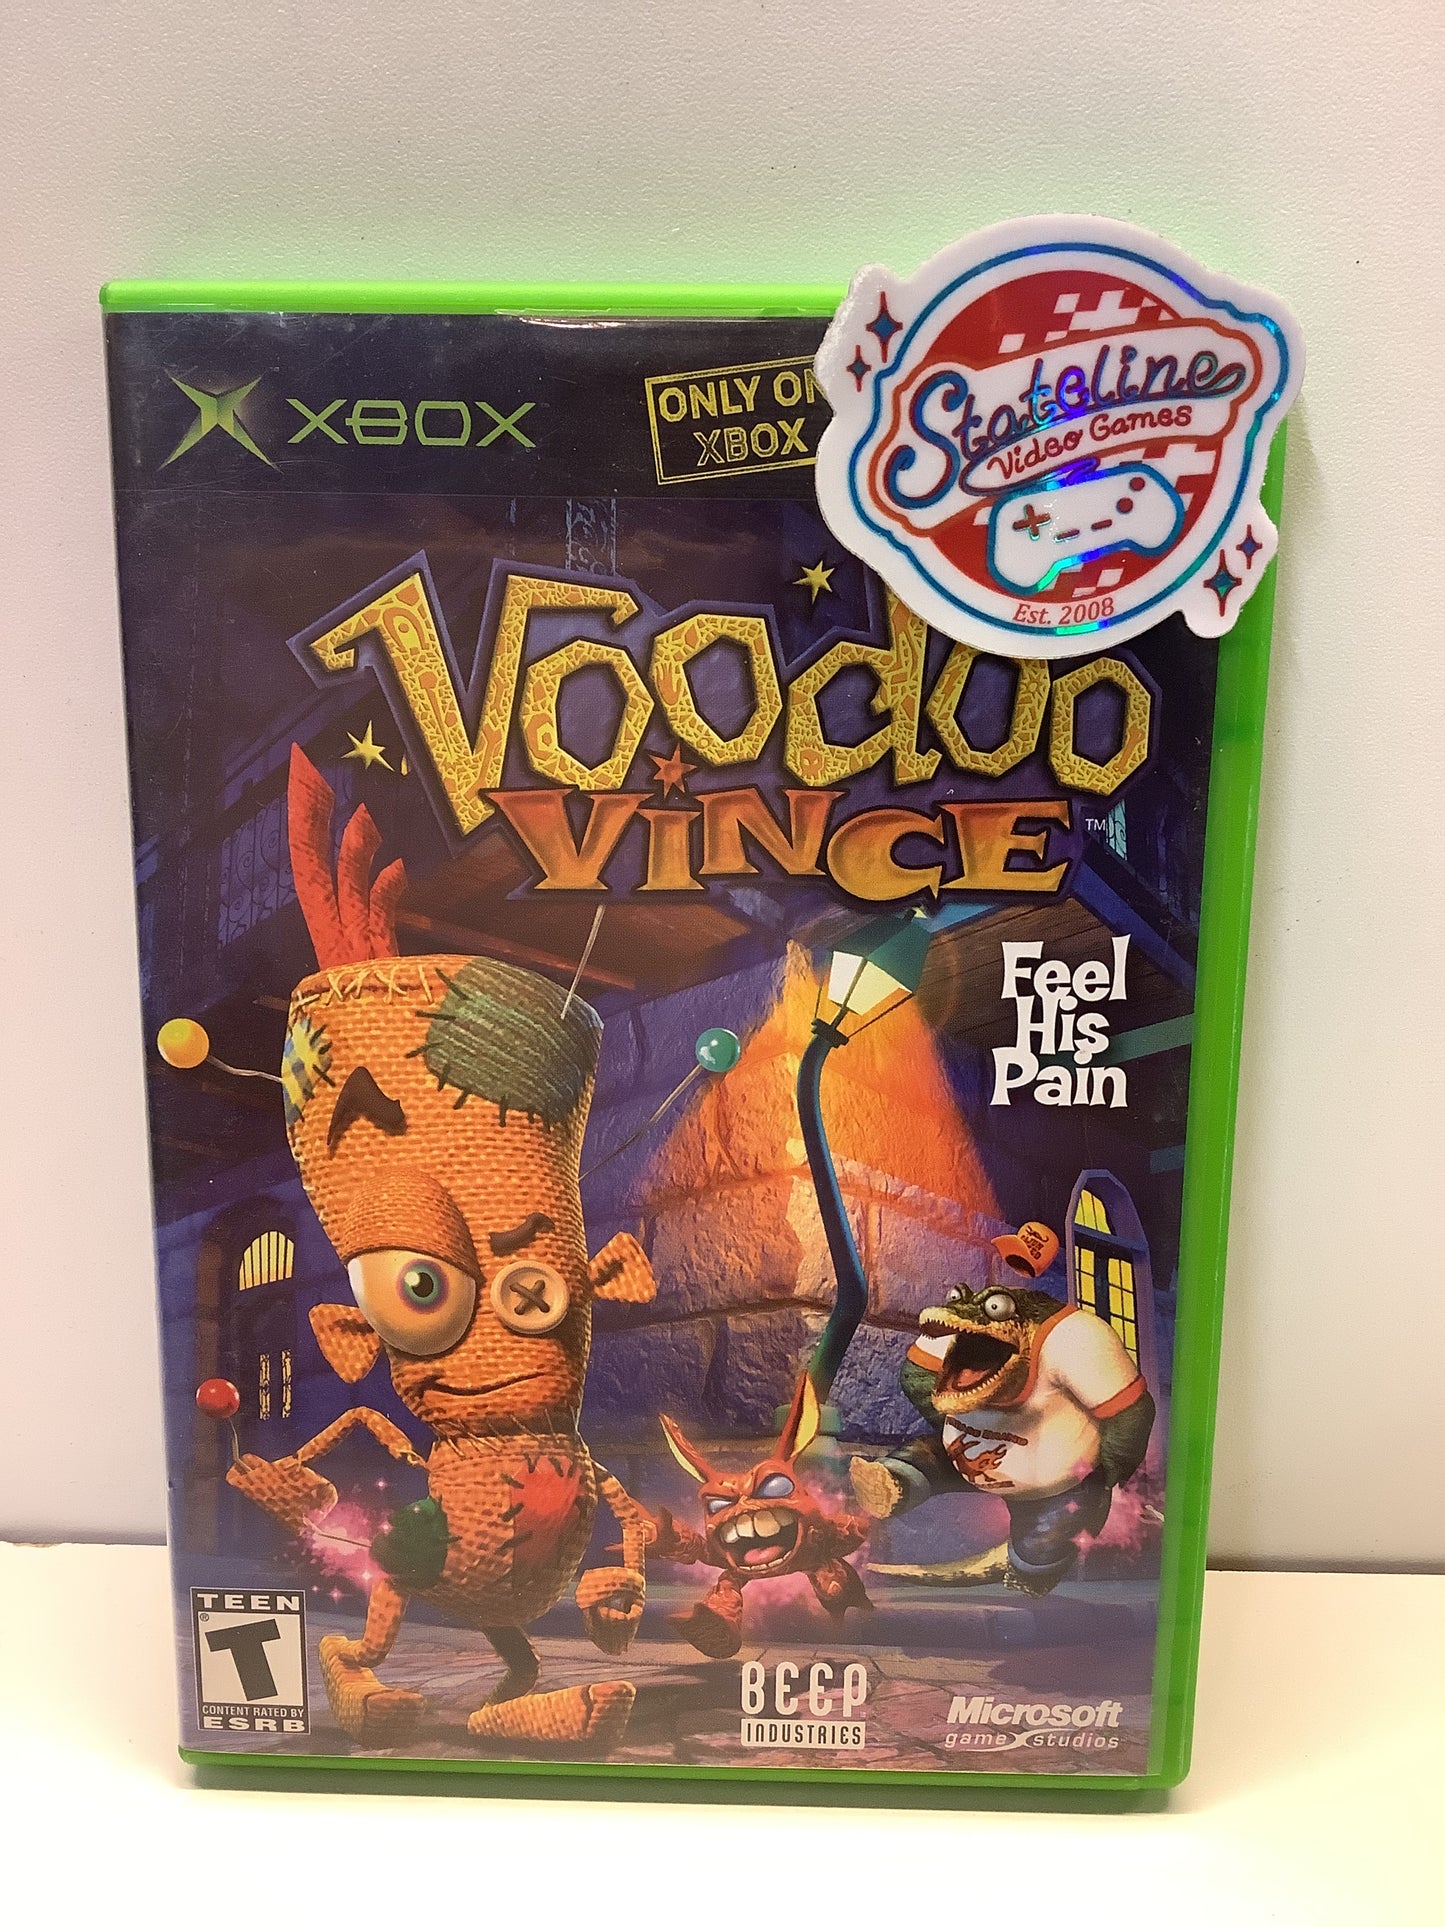 XBOX
ONLY ON
XBOX
Stateline
Video Games
Est. 2008
Voodoo
VINCE
TM
Feel
His
Pain
TEEN
®
T
CONTENT RATED BY
ESRB
BEEP
INDUSTRIES
Microsoft
game studios